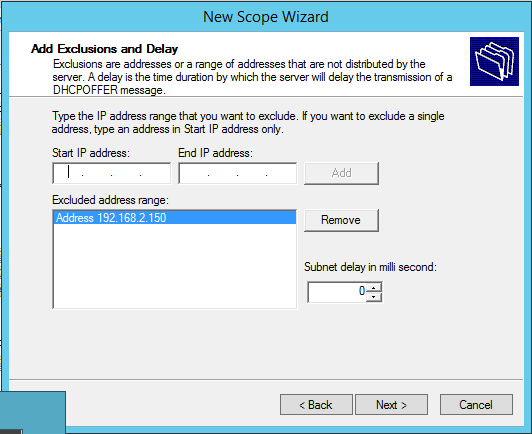 New Scope Wizard
Add Exclusions and Delay
Exclusions are addresses or a range of addresses that are not distributed by the
server. A delay is the time duration by which the server will delay the transmission of a
DHCPOFFER message.
Type the IP address range that you want to exclude. If you want to exclude a single
address, type an address in Start IP address only.
Start IP address: End IP address:
. . . . . . Add
Excluded address range:
Address 192.168.2.150 Remove
Subnet delay in milli second:
0
< Back Next > Cancel